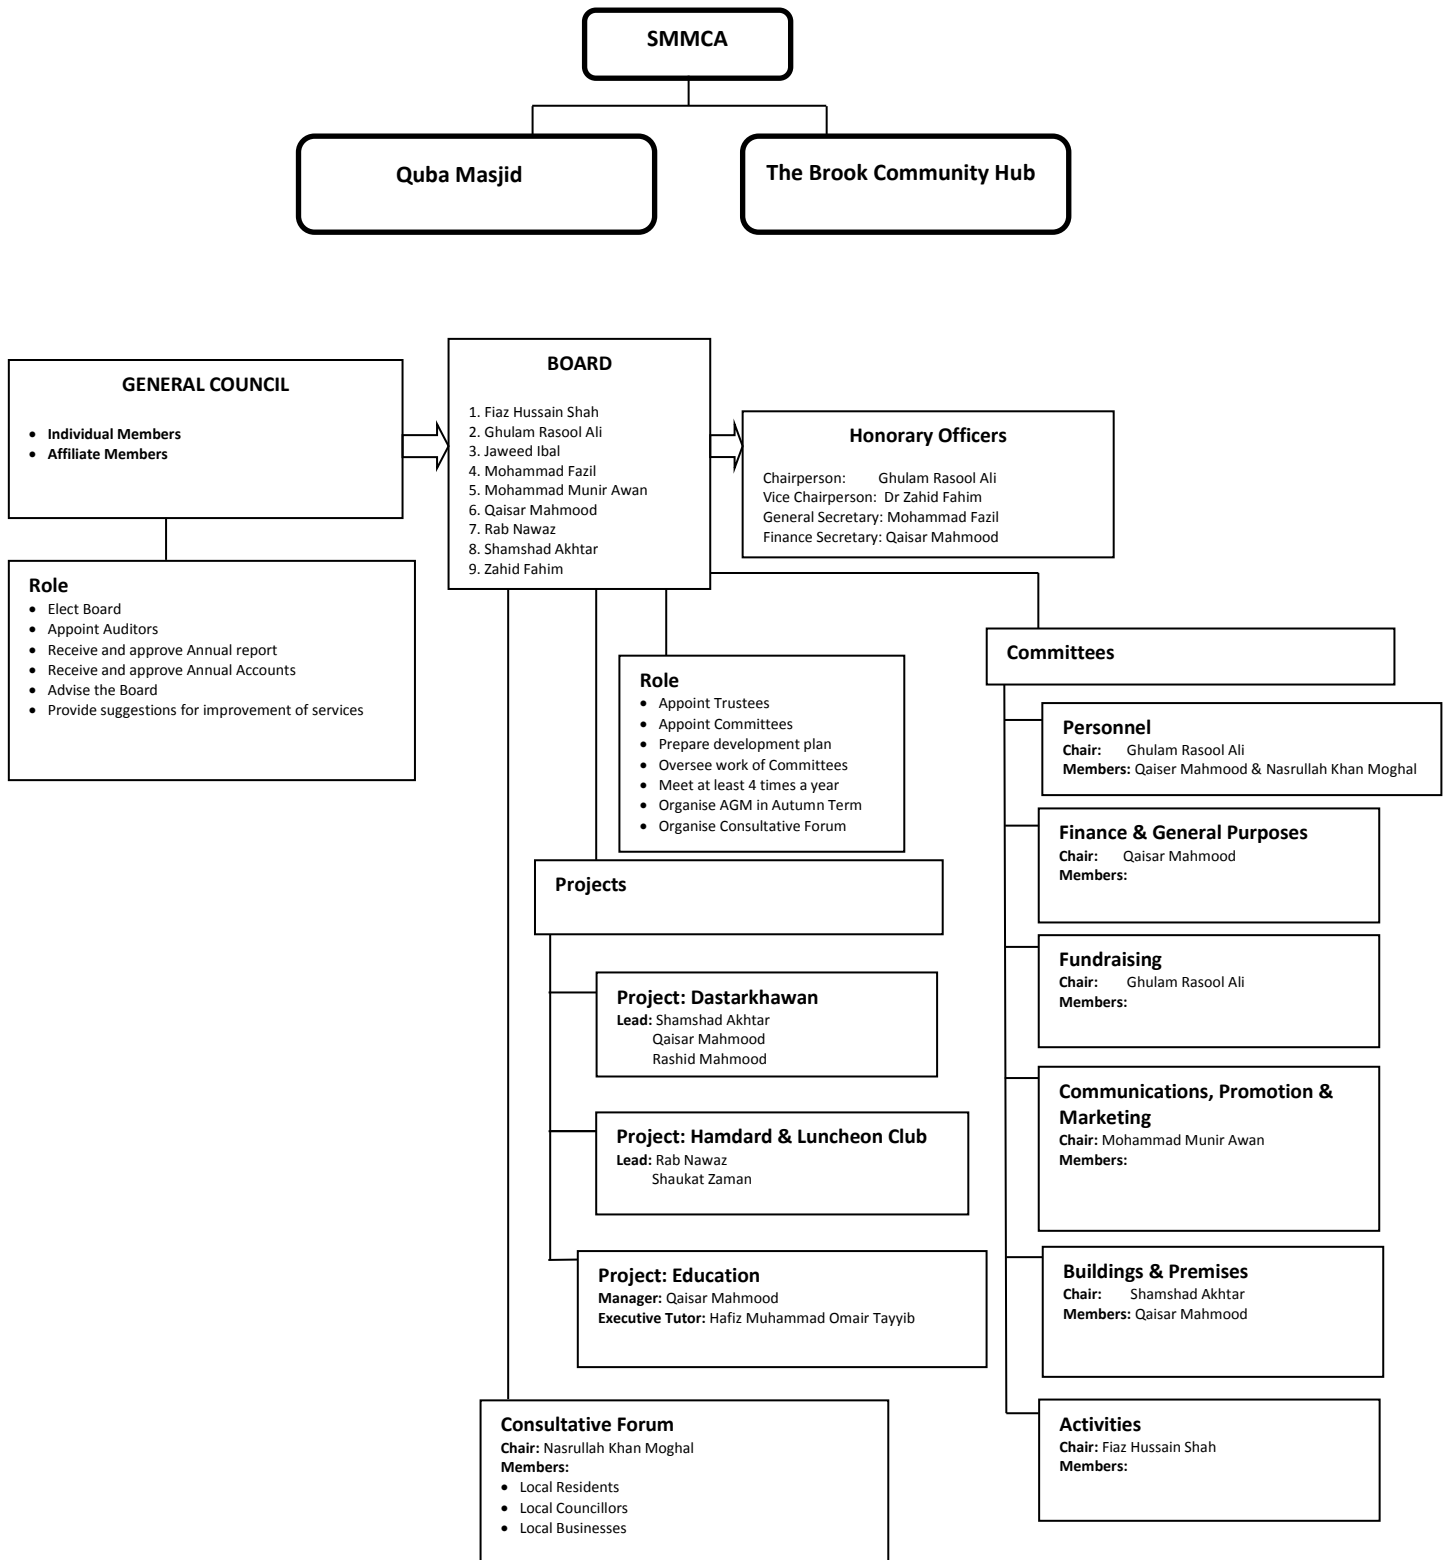 SMMCA
Quba Masjid
The Brook Community Hub
GENERAL COUNCIL
• Individual Members
• Affiliate Members
BOARD
1. Fiaz Hussain Shah
2. Ghulam Rasool Ali
3. Jaweed Ibal
4. Mohammad Fazil
5. Mohammad Munir Awan
6. Qaisar Mahmood
7. Rab Nawaz
8. Shamshad Akhtar
9. Zahid Fahim
Honorary Officers
Chairperson: Ghulam Rasool Ali
Vice Chairperson: Dr Zahid Fahim
General Secretary: Mohammad Fazil
Finance Secretary: Qaisar Mahmood
Role
• Elect Board
• Appoint Auditors
• Receive and approve Annual report
• Receive and approve Annual Accounts
• Advise the Board
• Provide suggestions for improvement of services
Role
• Appoint Trustees
• Appoint Committees
• Prepare development plan
• Oversee work of Committees
• Meet at least 4 times a year
• Organise AGM in Autumn Term
• Organise Consultative Forum
Committees
Personnel
Chair: Ghulam Rasool Ali
Members: Qaiser Mahmood & Nasrullah Khan Moghal
Finance & General Purposes
Chair: Qaisar Mahmood
Members:
Fundraising
Chair: Ghulam Rasool Ali
Members:
Communications, Promotion &
Marketing
Chair: Mohammad Munir Awan
Members:
Buildings & Premises
Chair: Shamshad Akhtar
Members: Qaisar Mahmood
Activities
Chair: Fiaz Hussain Shah
Members:
Projects
Project: Dastarkhawan
Lead: Shamshad Akhtar
Qaisar Mahmood
Rashid Mahmood
Project: Hamdard & Luncheon Club
Lead: Rab Nawaz
Shaukat Zaman
Project: Education
Manager: Qaisar Mahmood
Executive Tutor: Hafiz Muhammad Omair Tayyib
Consultative Forum
Chair: Nasrullah Khan Moghal
Members:
• Local Residents
• Local Councillors
• Local Businesses